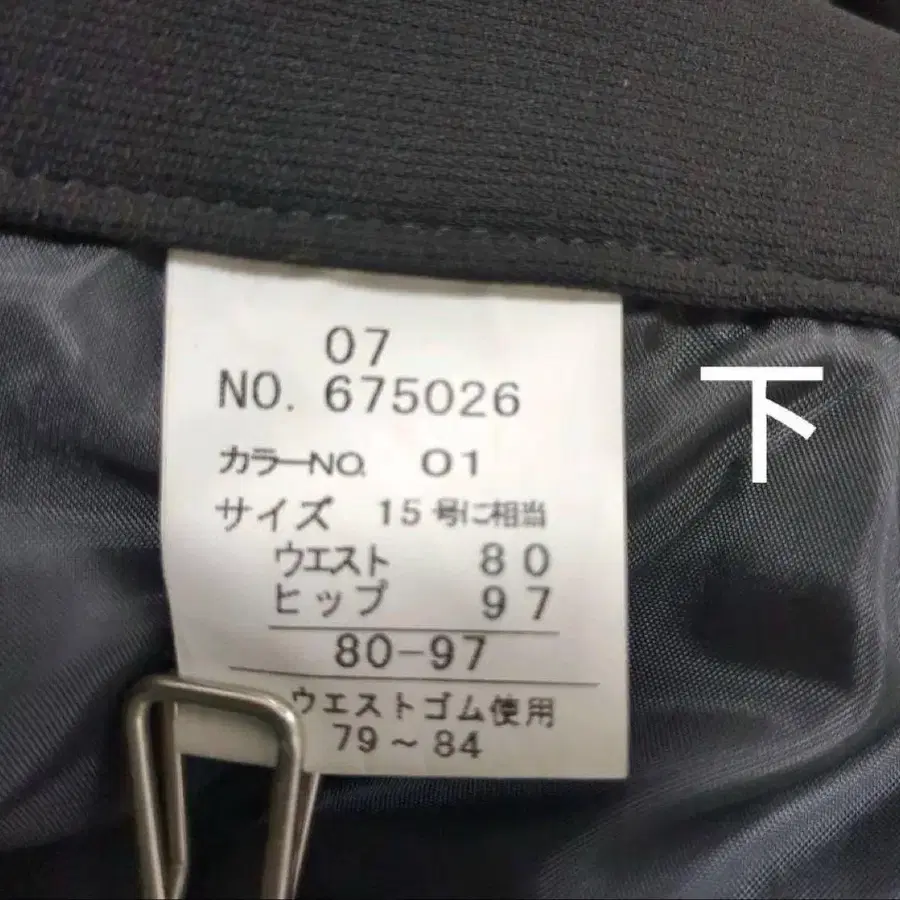 07
NO. 675026
カラーNO. 01
サイズ 15号に相当
ウエスト 80
ヒップ 97
80-97
ウエストゴム使用
79～84
下